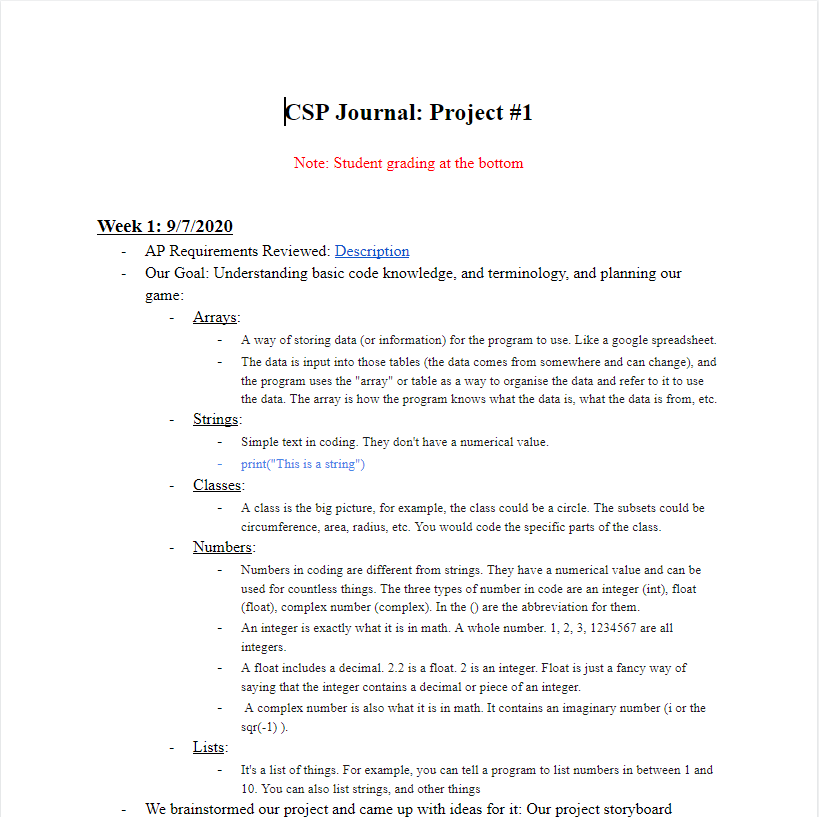 CSP Journal: Project #1
Note: Student grading at the bottom
Week 1: 9/7/2020
- AP Requirements Reviewed: Description
- Our Goal: Understanding basic code knowledge, and terminology, and planning our
game:
- Arrays:
- A way of storing data (or information) for the program to use. Like a google spreadsheet.
- The data is input into those tables (the data comes from somewhere and can change), and
the program uses the "array" or table as a way to organise the data and refer to it to use
the data. The array is how the program knows what the data is, what the data is from, etc.
- Strings:
- Simple text in coding. They don't have a numerical value.
- print("This is a string")
- Classes:
- A class is the big picture, for example, the class could be a circle. The subsets could be
circumference, area, radius, etc. You would code the specific parts of the class.
- Numbers:
- Numbers in coding are different from strings. They have a numerical value and can be
used for countless things. The three types of number in code are an integer (int), float
(float), complex number (complex). In the () are the abbreviation for them.
- An integer is exactly what it is in math. A whole number. 1, 2, 3, 1234567 are all
integers.
- A float includes a decimal. 2.2 is a float. 2 is an integer. Float is just a fancy way of
saying that the integer contains a decimal or piece of an integer.
- A complex number is also what it is in math. It contains an imaginary number (i or the
sqr(-1) ).
- Lists:
- It's a list of things. For example, you can tell a program to list numbers in between 1 and
10. You can also list strings, and other things
- We brainstormed our project and came up with ideas for it: Our project storyboard